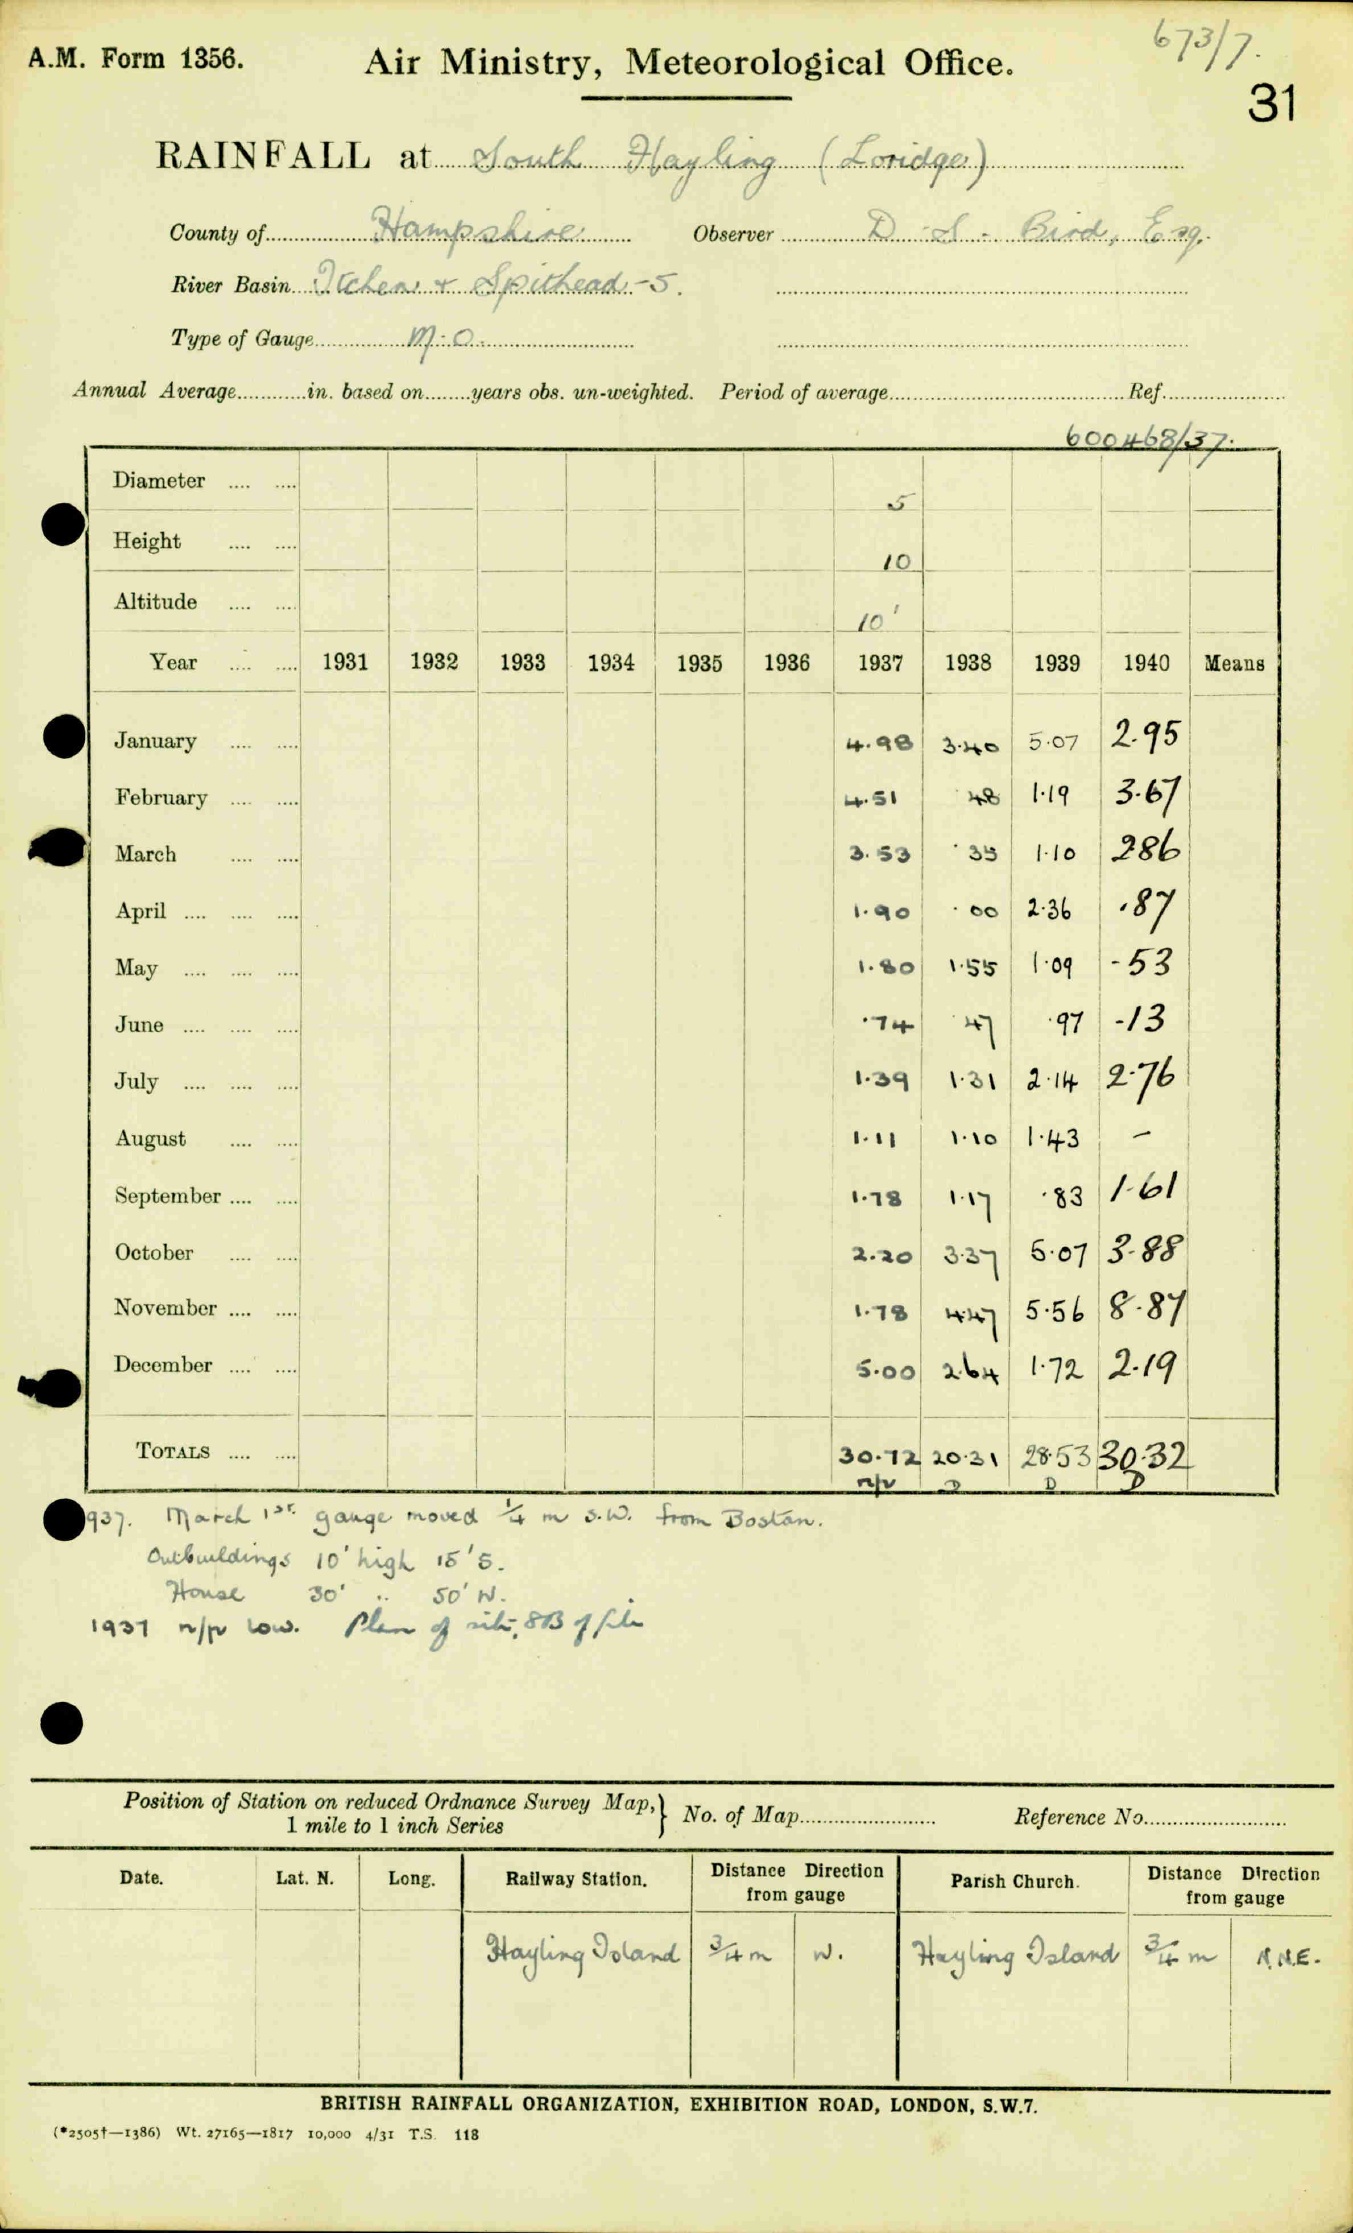 673/7.
A.M. Form 1356. Air Ministry, Meteorological Office.
31
RAINFALL at South Hayling (Loridge)
County of Hampshire Observer D. S. Bird, Esq.
River Basin Itchen + Spithead -5.
Type of Gauge M.O.
Annual Average in. based on years obs. un-weighted. Period of average Ref.
600468/37.
Diameter .... .... 5
Height .... .... 10
Altitude .... .... 10'
Year .... .... 1931 1932 1933 1934 1935 1936 1937 1938 1939 1940 Means
January .... .... 4.98 3.40 5.07 2.95
February .... .... 4.51 48 1.19 3.67
March .... .... 3.53 .35 1.10 286
April .... .... .... 1.90 .00 2.36 .87
May .... .... .... 1.80 1.55 1.09 -53
June .... .... .... .74 47 .97 -13
July .... .... .... 1.39 1.31 2.14 2.76
August .... .... 1.11 1.10 1.43 -
September .... .... 1.78 1.17 .83 1.61
October .... .... 2.20 3.37 5.07 3.88
November .... .... 1.78 4.47 5.56 8.87
December .... .... 5.00 2.64 1.72 2.19
TOTALS .... .... 30.72 20.31 28.53 30.32
n/r D D D
937. March 1st. gauge moved 1/4 m S.W. from Boston.
Outbuildings 10' high 15' S.
House 30' .. 50' W.
1937 n/r low. Plan of site, 8B of file
Position of Station on reduced Ordnance Survey Map, } No. of Map Reference No.
1 mile to 1 inch Series
Date. Lat. N. Long. Railway Station. Distance Direction from gauge Parish Church. Distance Direction from gauge
Hayling Island 3/4 m W. Hayling Island 3/4 m N.N.E.
BRITISH RAINFALL ORGANIZATION, EXHIBITION ROAD, LONDON, S.W.7.
(*2505†—1386) Wt. 27165—1817 10,000 4/31 T.S. 118